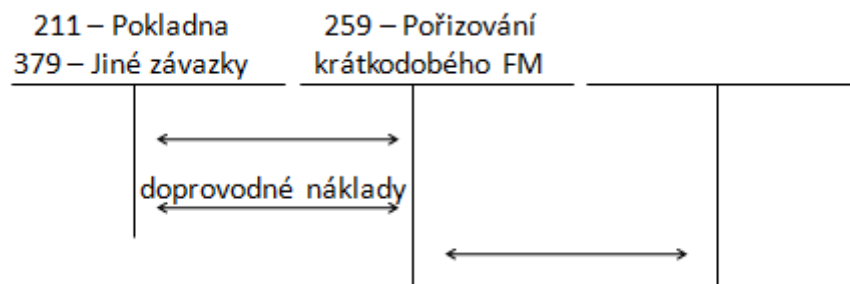 211 – Pokladna
379 – Jiné závazky
259 – Pořizování
krátkodobého FM
doprovodné náklady